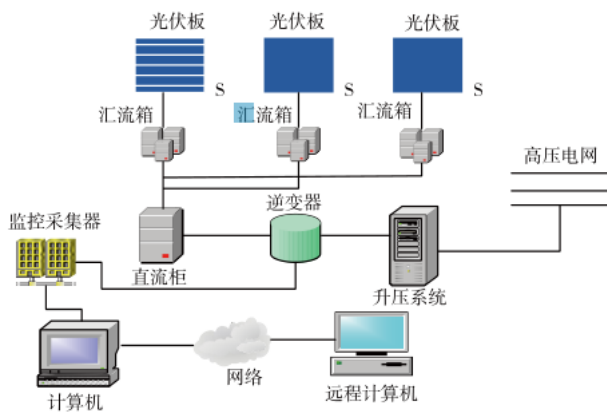 光伏板
光伏板
光伏板
S
S
S
汇流箱
汇流箱
汇流箱
高压电网
逆变器
监控采集器
直流柜
升压系统
网络
计算机
远程计算机